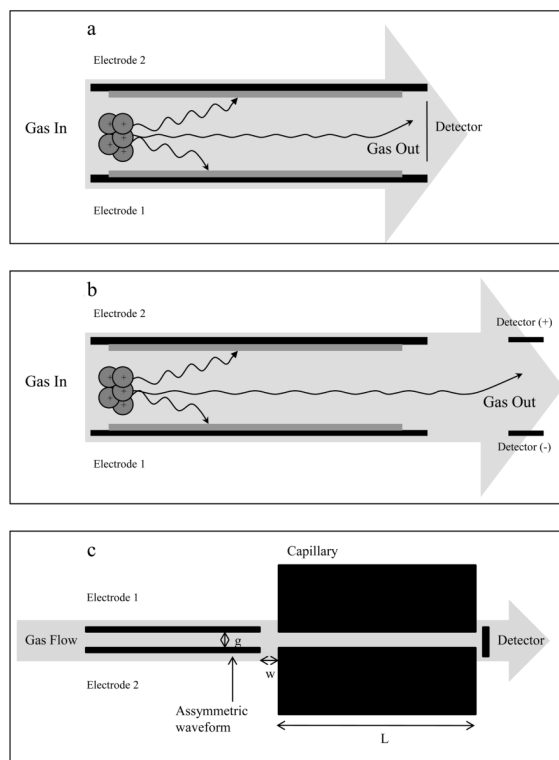 a
Electrode 2
Gas In
+ + + + +
Detector
Gas Out
Electrode 1
b
Electrode 2
Detector (+)
Gas In
+ + + + +
Gas Out
Detector (-)
Electrode 1
c
Capillary
Electrode 1
Gas Flow
g
Detector
w
Electrode 2
Assymmetric
waveform
L